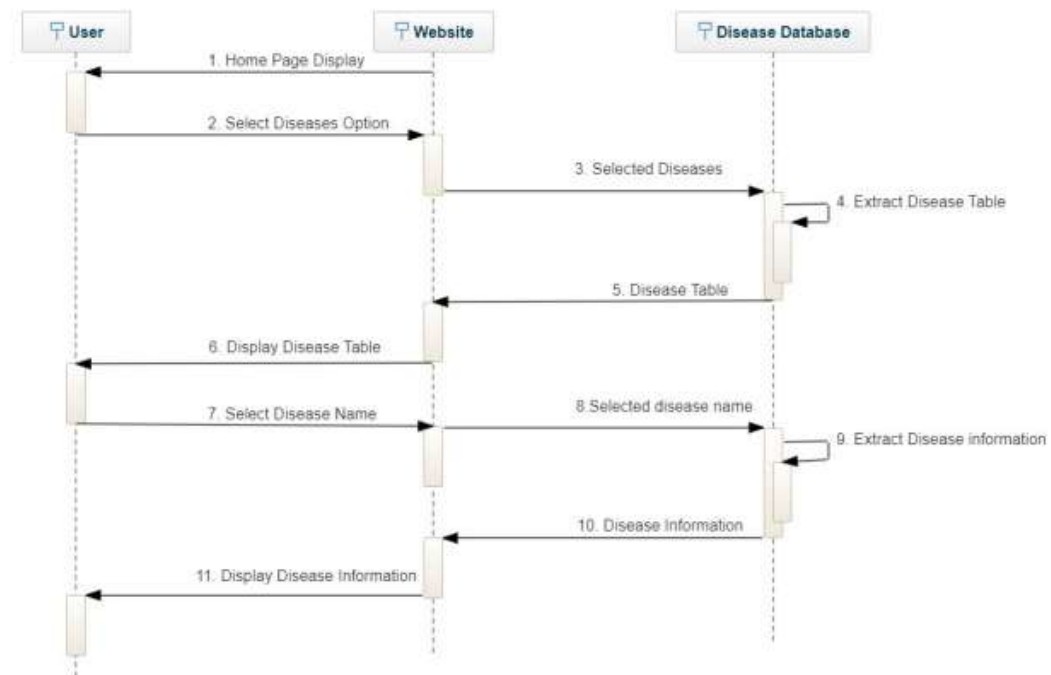 User
Website
Disease Database
1. Home Page Display
2. Select Diseases Option
3. Selected Diseases
4. Extract Disease Table
5. Disease Table
6. Display Disease Table
7. Select Disease Name
8.Selected disease name
9. Extract Disease information
10. Disease Information
11. Display Disease Information